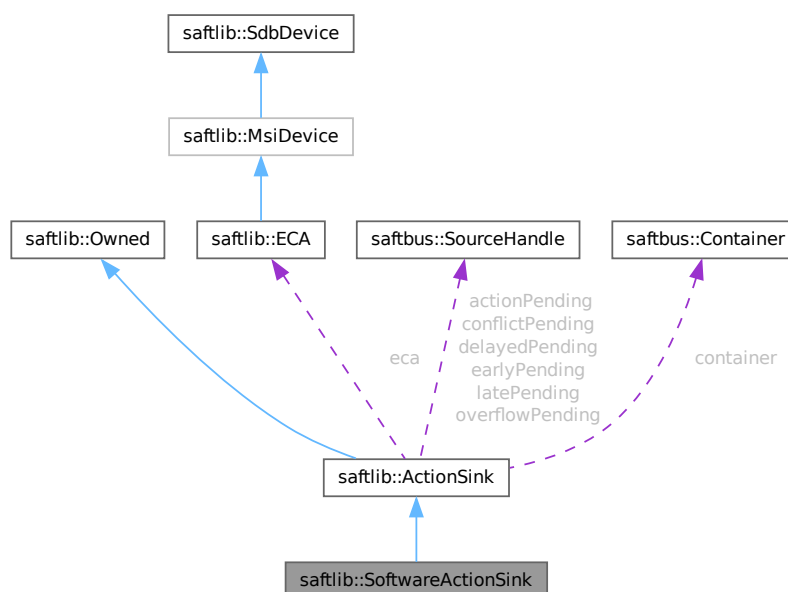 saftlib::SdbDevice
saftlib::MsiDevice
saftlib::Owned
saftlib::ECA
saftbus::SourceHandle
saftbus::Container
eca
actionPending
conflictPending
delayedPending
earlyPending
latePending
overflowPending
container
saftlib::ActionSink
saftlib::SoftwareActionSink